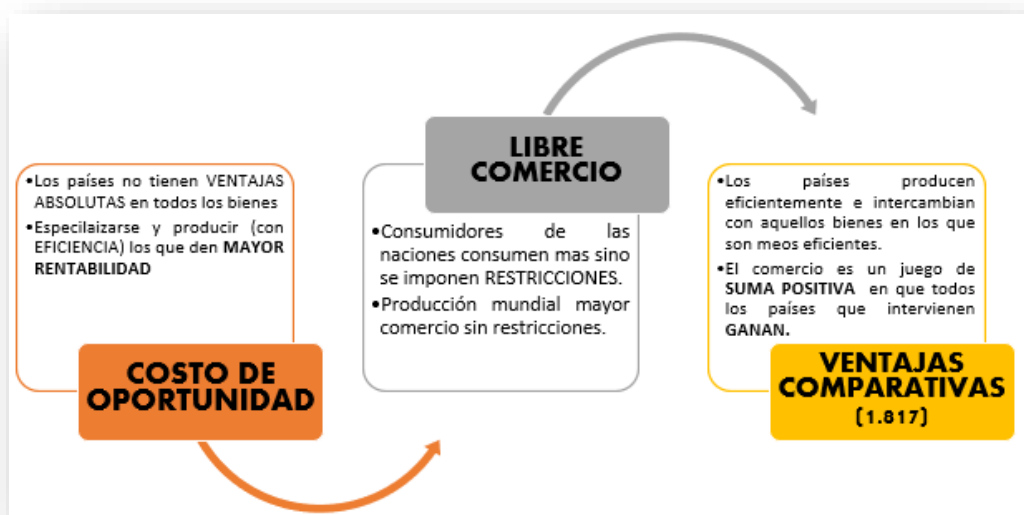 •Los países no tienen VENTAJAS
ABSOLUTAS en todos los bienes
•Especilaizarse y producir (con
EFICIENCIA) los que den MAYOR
RENTABILIDAD
COSTO DE
OPORTUNIDAD
LIBRE
COMERCIO
•Consumidores de las
naciones consumen mas sino
se imponen RESTRICCIONES.
•Producción mundial mayor
comercio sin restricciones.
•Los países producen
eficientemente e intercambian
con aquellos bienes en los que
son meos eficientes.
•El comercio es un juego de
SUMA POSITIVA en que todos
los países que intervienen
GANAN.
VENTAJAS
COMPARATIVAS
(1.817)